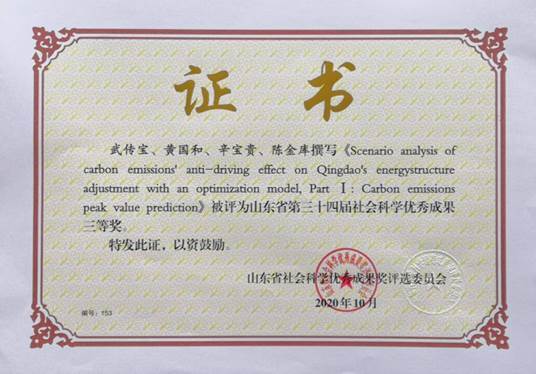 证书
武传宝、黄国和、辛宝贵、陈金库撰写《Scenario analysis of
carbon emissions' anti-driving effect on Qingdao's energystructure
adjustment with an optimization model, Part Ⅰ: Carbon emissions
peak value prediction》被评为山东省第三十四届社会科学优秀成果
三等奖。
特发此证，以资鼓励。
山东省社会科学优秀成果奖评选委员会
2020年10月
编号：153